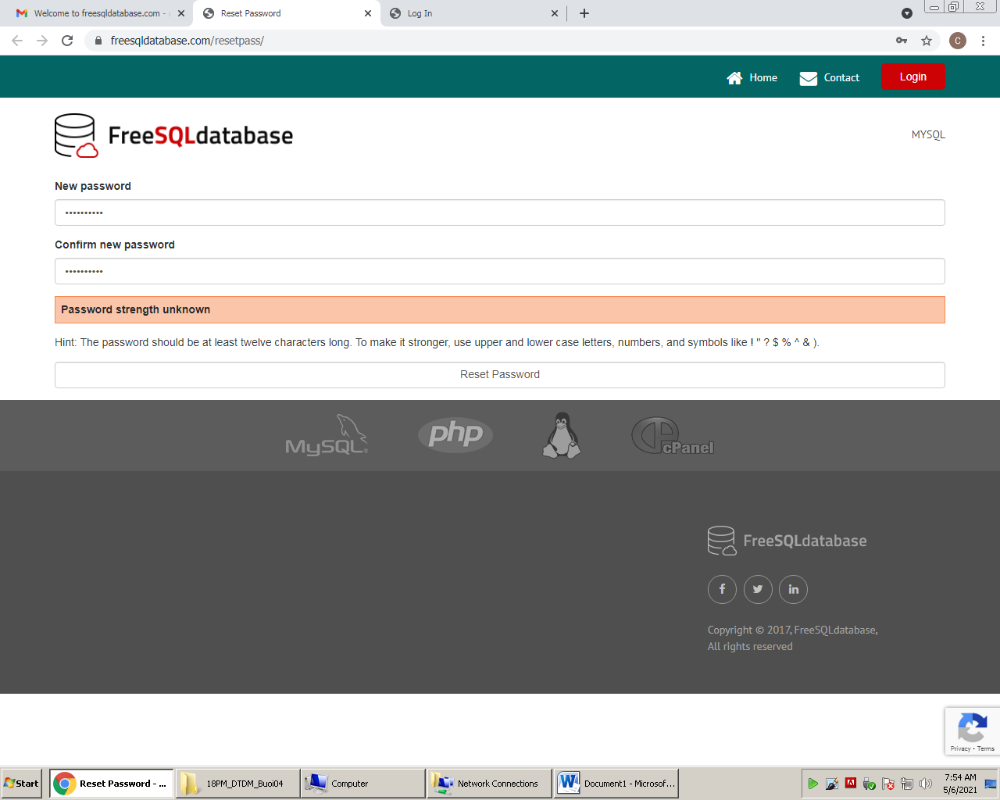 Welcome to freesqldatabase.com -
Reset Password
Log In
freesqldatabase.com/resetpass/
C
Home
Contact
Login
FreeSQLdatabase
MYSQL
New password
••••••••••
Confirm new password
••••••••••
Password strength unknown
Hint: The password should be at least twelve characters long. To make it stronger, use upper and lower case letters, numbers, and symbols like ! " ? $ % ^ & ).
Reset Password
MySQL®
php
cPanel
FreeSQLdatabase
Copyright © 2017, FreeSQLdatabase,
All rights reserved
Privacy - Terms
Start
Reset Password - ...
18PM_DTDM_Buoi04
Computer
Network Connections
Document1 - Microsof...
7:54 AM
5/6/2021